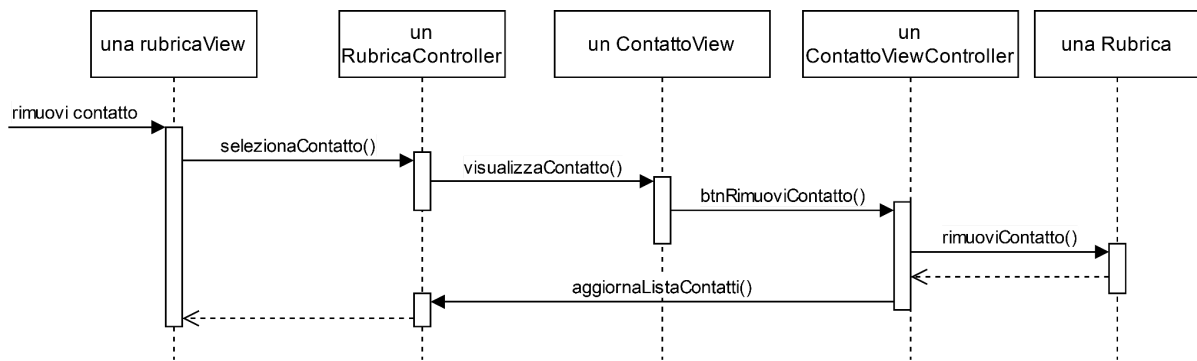 una rubricaView
un
RubricaController
un ContattoView
un
ContattoViewController
una Rubrica
rimuovi contatto
selezionaContatto()
visualizzaContatto()
btnRimuoviContatto()
rimuoviContatto()
aggiornaListaContatti()